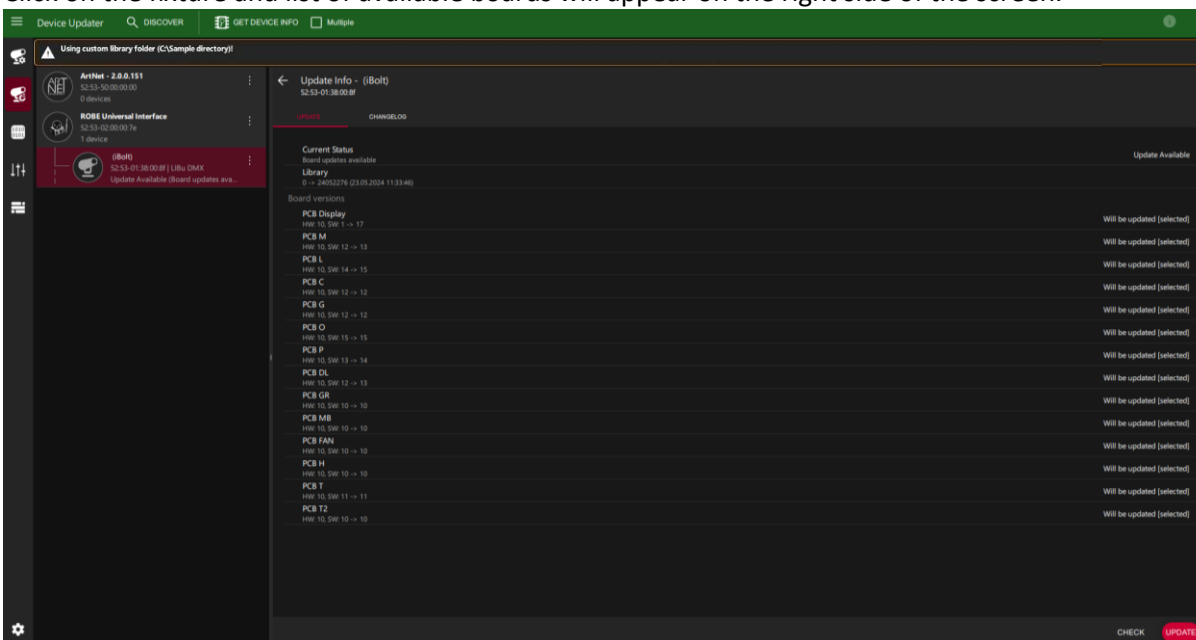 Click on the fixture and list of available boards will appear on the right side of the screen.
Device Updater DISCOVER GET DEVICE INFO Multiple
Using custom library folder (C:\Sample directory)!
ArtNet - 2.0.0.151
52:53-50:00:00:00
0 devices
ROBE Universal Interface
52:53-02:00:00:7e
1 device
(iBolt)
52:53-01:38:00:8f | LIBu DMX
Update Available (Board updates ava...
Update Info - (iBolt)
52:53-01:38:00:8f
UPDATE CHANGELOG
Current Status
Board updates available
Update Available
Library
0 -> 24052276 (23.05.2024 11:33:46)
Board versions
PCB Display
HW: 10, SW: 1 -> 17
Will be updated [selected]
PCB M
HW: 10, SW: 12 -> 13
Will be updated [selected]
PCB L
HW: 10, SW: 14 -> 15
Will be updated [selected]
PCB C
HW: 10, SW: 12 -> 12
Will be updated [selected]
PCB G
HW: 10, SW: 12 -> 12
Will be updated [selected]
PCB O
HW: 10, SW: 15 -> 15
Will be updated [selected]
PCB P
HW: 10, SW: 13 -> 14
Will be updated [selected]
PCB DL
HW: 10, SW: 12 -> 13
Will be updated [selected]
PCB GR
HW: 10, SW: 10 -> 10
Will be updated [selected]
PCB MB
HW: 10, SW: 10 -> 10
Will be updated [selected]
PCB FAN
HW: 10, SW: 10 -> 10
Will be updated [selected]
PCB H
HW: 10, SW: 10 -> 10
Will be updated [selected]
PCB T
HW: 10, SW: 11 -> 11
Will be updated [selected]
PCB T2
HW: 10, SW: 10 -> 10
Will be updated [selected]
CHECK UPDATE